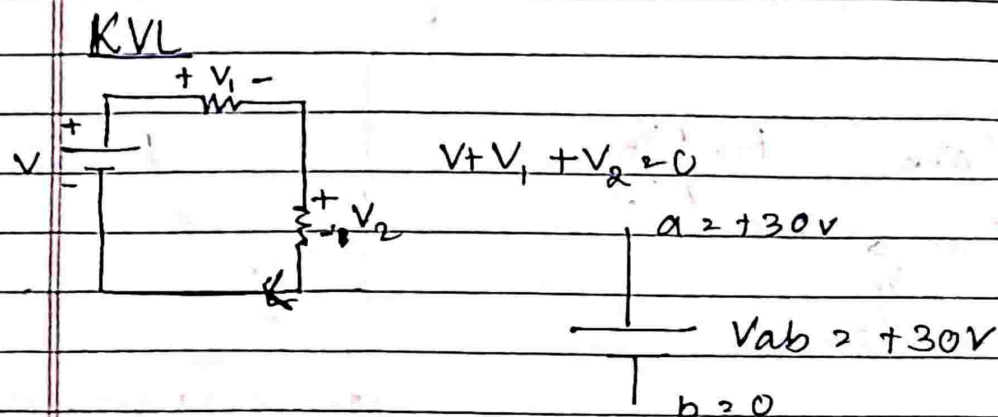 KVL
+ V₁ -
+
V
-
V + V₁ + V₂ = 0
+
- V₂
a = +30v
Vab = +30V
b = 0